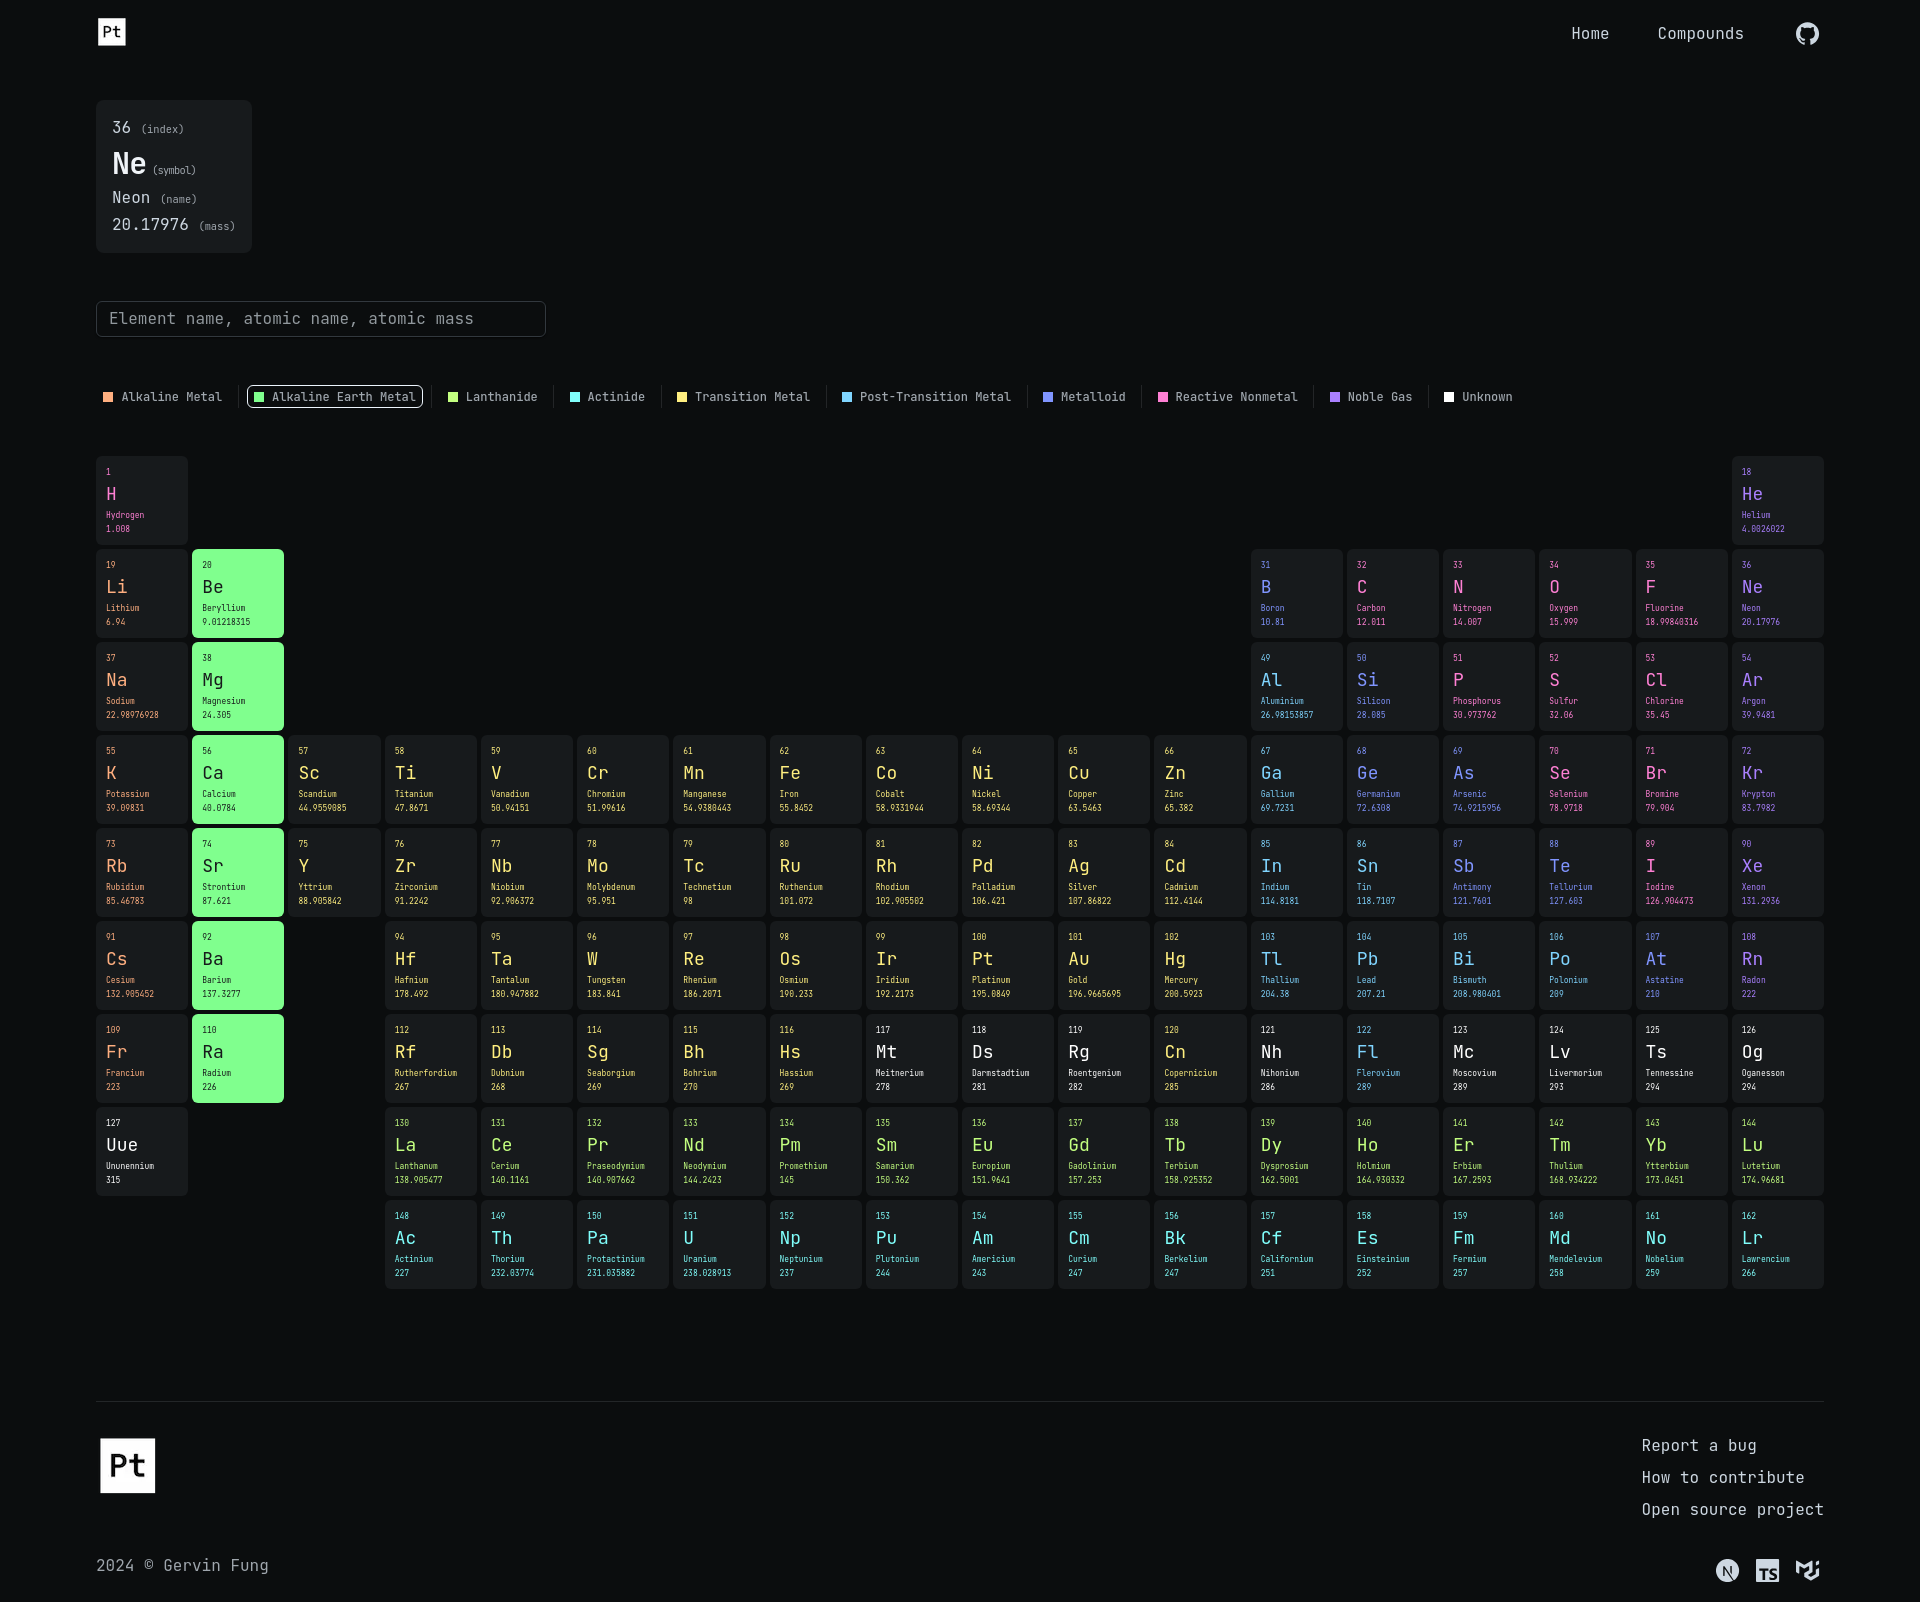 Pt
Home Compounds
36 (index)
Ne (symbol)
Neon (name)
20.17976 (mass)
Element name, atomic name, atomic mass
Alkaline Metal Alkaline Earth Metal Lanthanide Actinide Transition Metal Post-Transition Metal Metalloid Reactive Nonmetal Noble Gas Unknown
1 18
H He
Hydrogen Helium
1.008 4.0026022
19 20 31 32 33 34 35 36
Li Be B C N O F Ne
Lithium Beryllium Boron Carbon Nitrogen Oxygen Fluorine Neon
6.94 9.01218315 10.81 12.011 14.007 15.999 18.99840316 20.17976
37 38 49 50 51 52 53 54
Na Mg Al Si P S Cl Ar
Sodium Magnesium Aluminium Silicon Phosphorus Sulfur Chlorine Argon
22.98976928 24.305 26.98153857 28.085 30.973762 32.06 35.45 39.9481
55 56 57 58 59 60 61 62 63 64 65 66 67 68 69 70 71 72
K Ca Sc Ti V Cr Mn Fe Co Ni Cu Zn Ga Ge As Se Br Kr
Potassium Calcium Scandium Titanium Vanadium Chromium Manganese Iron Cobalt Nickel Copper Zinc Gallium Germanium Arsenic Selenium Bromine Krypton
39.09831 40.0784 44.9559085 47.8671 50.94151 51.99616 54.9380443 55.8452 58.9331944 58.69344 63.5463 65.382 69.7231 72.6308 74.9215956 78.9718 79.904 83.7982
73 74 75 76 77 78 79 80 81 82 83 84 85 86 87 88 89 90
Rb Sr Y Zr Nb Mo Tc Ru Rh Pd Ag Cd In Sn Sb Te I Xe
Rubidium Strontium Yttrium Zirconium Niobium Molybdenum Technetium Ruthenium Rhodium Palladium Silver Cadmium Indium Tin Antimony Tellurium Iodine Xenon
85.46783 87.621 88.905842 91.2242 92.906372 95.951 98 101.072 102.905502 106.421 107.86822 112.4144 114.8181 118.7107 121.7601 127.603 126.904473 131.2936
91 92 94 95 96 97 98 99 100 101 102 103 104 105 106 107 108
Cs Ba Hf Ta W Re Os Ir Pt Au Hg Tl Pb Bi Po At Rn
Cesium Barium Hafnium Tantalum Tungsten Rhenium Osmium Iridium Platinum Gold Mercury Thallium Lead Bismuth Polonium Astatine Radon
132.905452 137.3277 178.492 180.947882 183.841 186.2071 190.233 192.2173 195.0849 196.9665695 200.5923 204.38 207.21 208.980401 209 210 222
109 110 112 113 114 115 116 117 118 119 120 121 122 123 124 125 126
Fr Ra Rf Db Sg Bh Hs Mt Ds Rg Cn Nh Fl Mc Lv Ts Og
Francium Radium Rutherfordium Dubnium Seaborgium Bohrium Hassium Meitnerium Darmstadtium Roentgenium Copernicium Nihonium Flerovium Moscovium Livermorium Tennessine Oganesson
223 226 267 268 269 270 269 278 281 282 285 286 289 289 293 294 294
127 130 131 132 133 134 135 136 137 138 139 140 141 142 143 144
Uue La Ce Pr Nd Pm Sm Eu Gd Tb Dy Ho Er Tm Yb Lu
Ununennium Lanthanum Cerium Praseodymium Neodymium Promethium Samarium Europium Gadolinium Terbium Dysprosium Holmium Erbium Thulium Ytterbium Lutetium
315 138.905477 140.1161 140.907662 144.2423 145 150.362 151.9641 157.253 158.925352 162.5001 164.930332 167.2593 168.934222 173.0451 174.96681
148 149 150 151 152 153 154 155 156 157 158 159 160 161 162
Ac Th Pa U Np Pu Am Cm Bk Cf Es Fm Md No Lr
Actinium Thorium Protactinium Uranium Neptunium Plutonium Americium Curium Berkelium Californium Einsteinium Fermium Mendelevium Nobelium Lawrencium
227 232.03774 231.035882 238.028913 237 244 243 247 247 251 252 257 258 259 266
Pt
Report a bug
How to contribute
Open source project
2024 © Gervin Fung
N TS